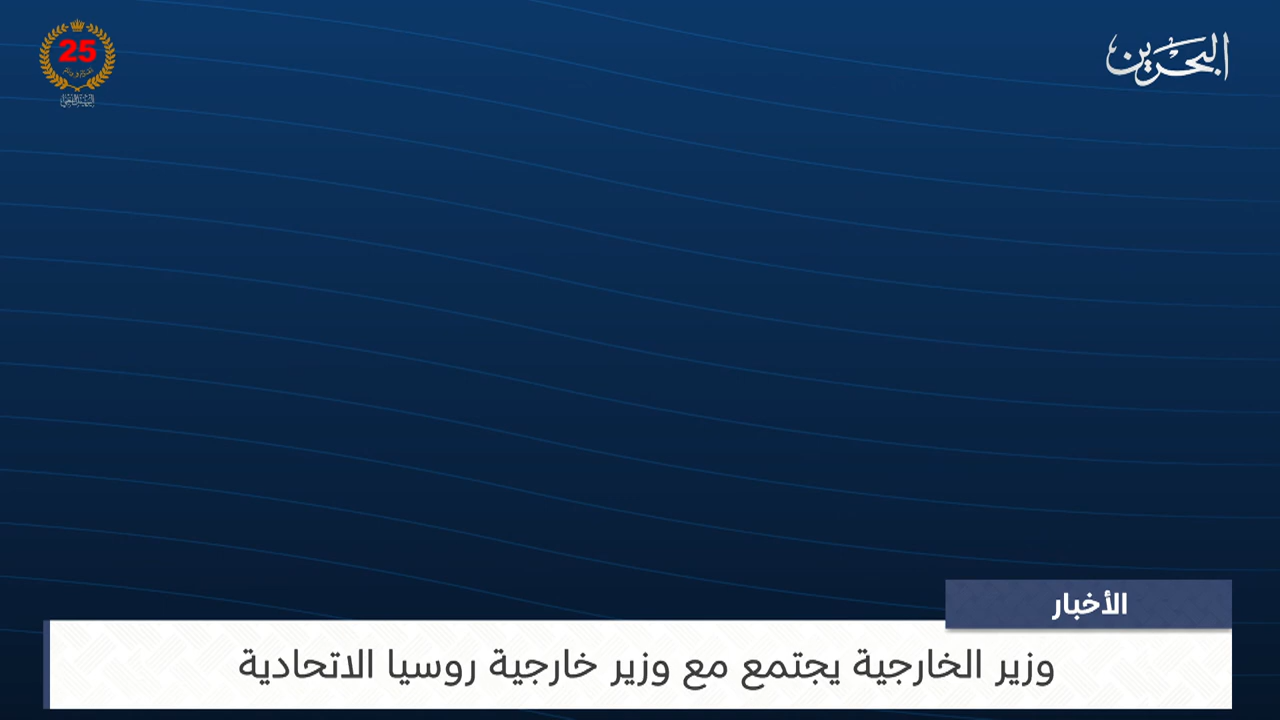 البحرين
25
الأخبار
وزير الخارجية يجتمع مع وزير خارجية روسيا الاتحادية